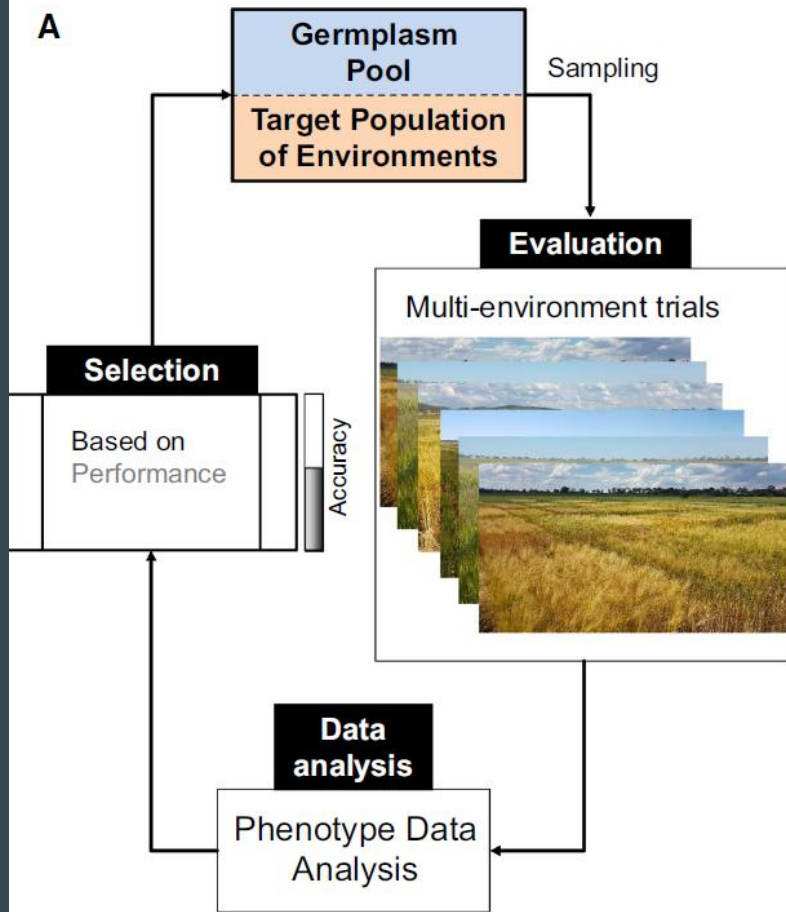 A
Germplasm
Pool
Target Population
of Environments
Sampling
Evaluation
Multi-environment trials
Selection
Based on
Performance
Accuracy
Data
analysis
Phenotype Data
Analysis